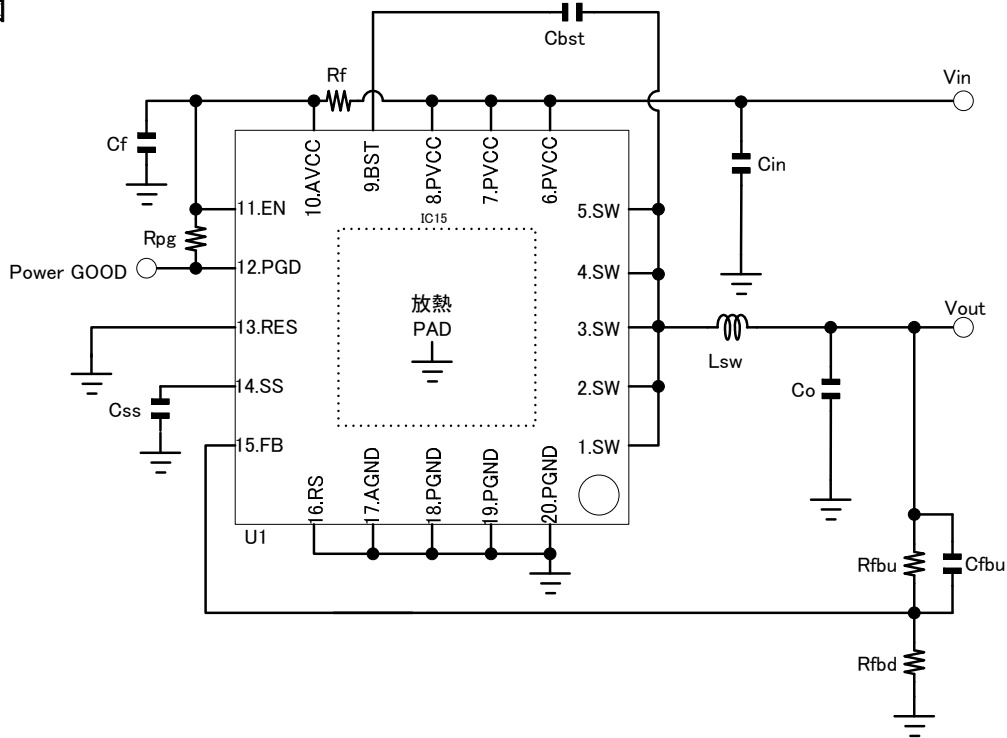 Cbst
Rf
Vin
Cf
10.AVCC
9.BST
8.PVCC
7.PVCC
6.PVCC
Cin
11.EN
IC15
5.SW
Rpg
Power GOOD
12.PGD
4.SW
放熱
PAD
13.RES
3.SW
Vout
Lsw
14.SS
2.SW
Css
Co
15.FB
1.SW
16.RS
17.AGND
18.PGND
19.PGND
20.PGND
U1
Rfbu
Cfbu
Rfbd